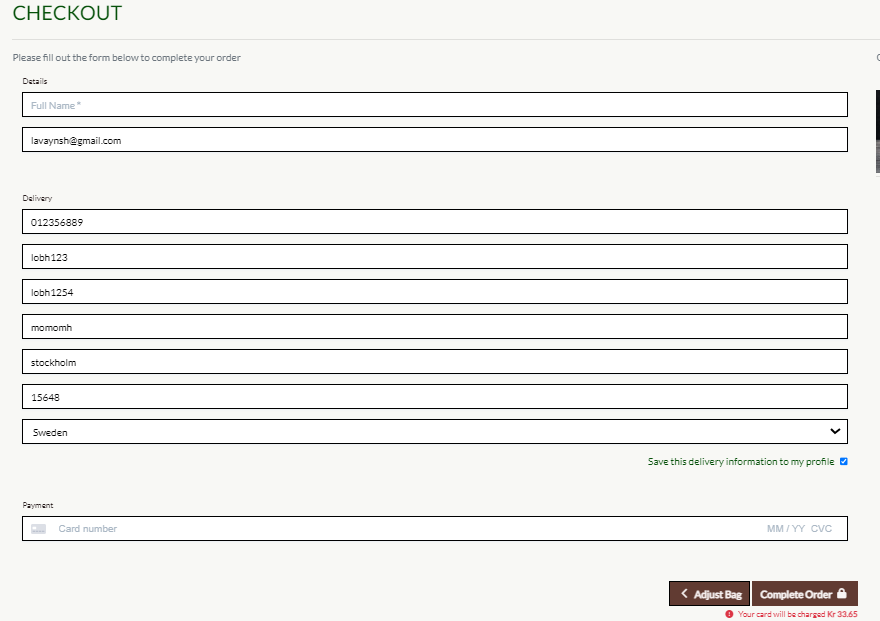 CHECKOUT
Please fill out the form below to complete your order
Details
Full Name *
lavaynsh@gmail.com
Delivery
012356889
lobh123
lobh1254
momomh
stockholm
15648
Sweden
Save this delivery information to my profile
Payment
Card number MM / YY CVC
Adjust Bag Complete Order
Your card will be charged Kr 33.65